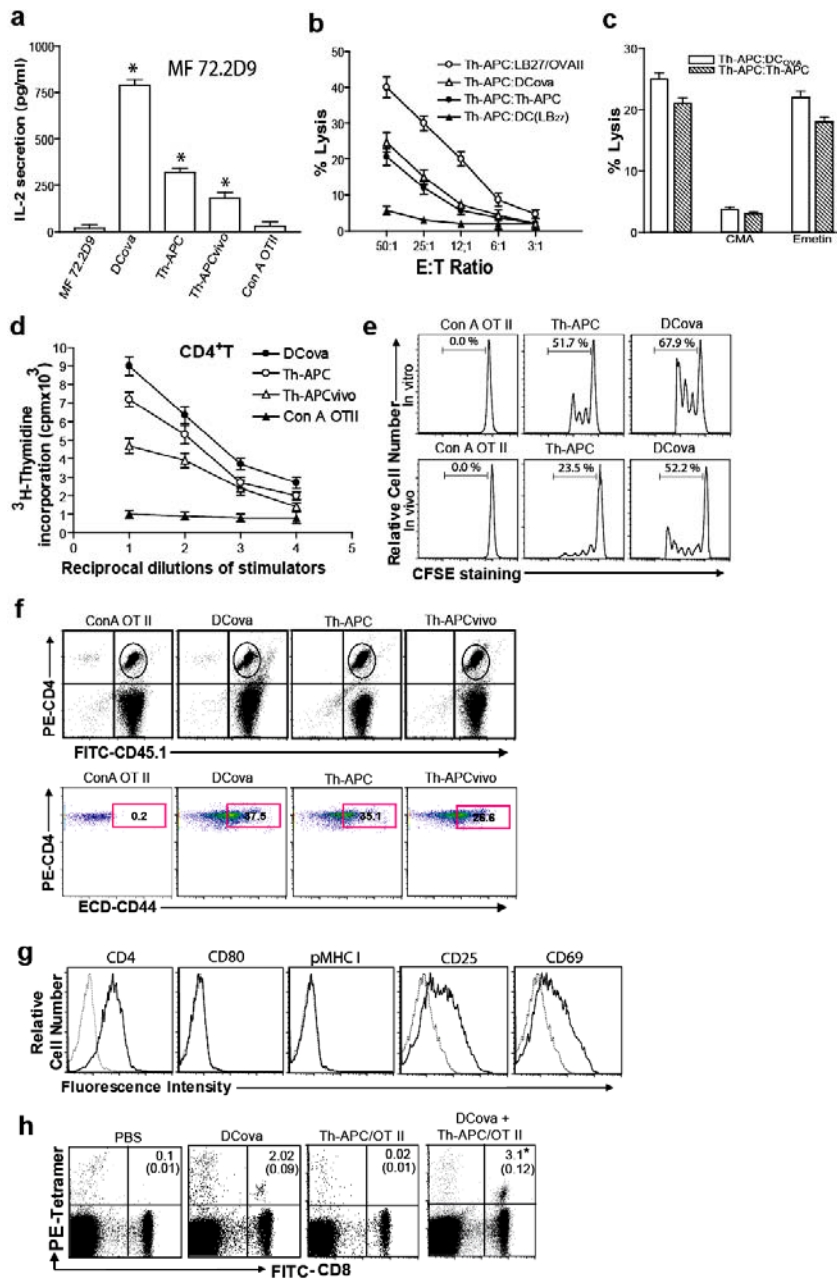 a
MF 72.2D9
IL-2 secretion (pg/ml)
1000
750
500
250
0
*
*
*
MF 72.2D9
DCova
Th-APC
Th-APCvivo
Con A OTII
b
% Lysis
50
40
30
20
10
0
Th-APC:LB27/OVAII
Th-APC:DCova
Th-APC:Th-APC
Th-APC:DC(LB27)
50:1
25:1
12:1
6:1
3:1
E:T Ratio
c
% Lysis
30
20
10
0
Th-APC:DCOVA
Th-APC:Th-APC
CMA
Emetin
d
CD4+T
3H-Thymidine
incorporation (cpmx10^3)
10
9
8
7
6
5
4
3
2
1
0
DCova
Th-APC
Th-APCvivo
Con A OTII
0
1
2
3
4
5
Reciprocal dilutions of stimulators
e
Con A OT II
Th-APC
DCova
0.0 %
51.7 %
67.9 %
In vitro
Con A OT II
Th-APC
DCova
0.0 %
23.5 %
52.2 %
In vivo
Relative Cell Number
CFSE staining
f
ConA OT II
DCova
Th-APC
Th-APCvivo
PE-CD4
FITC-CD45.1
ConA OT II
DCova
Th-APC
Th-APCvivo
0.2
37.5
35.1
26.6
PE-CD4
ECD-CD44
g
CD4
CD80
pMHC I
CD25
CD69
Relative
Cell Number
Fluorescence Intensity
h
PBS
DCova
Th-APC/OT II
DCova +
Th-APC/OT II
0.1
(0.01)
2.02
(0.09)
0.02
(0.01)
3.1*
(0.12)
PE-Tetramer
FITC-CD8